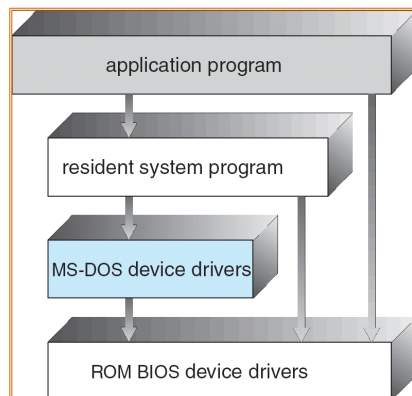 application program
resident system program
MS-DOS device drivers
ROM BIOS device drivers